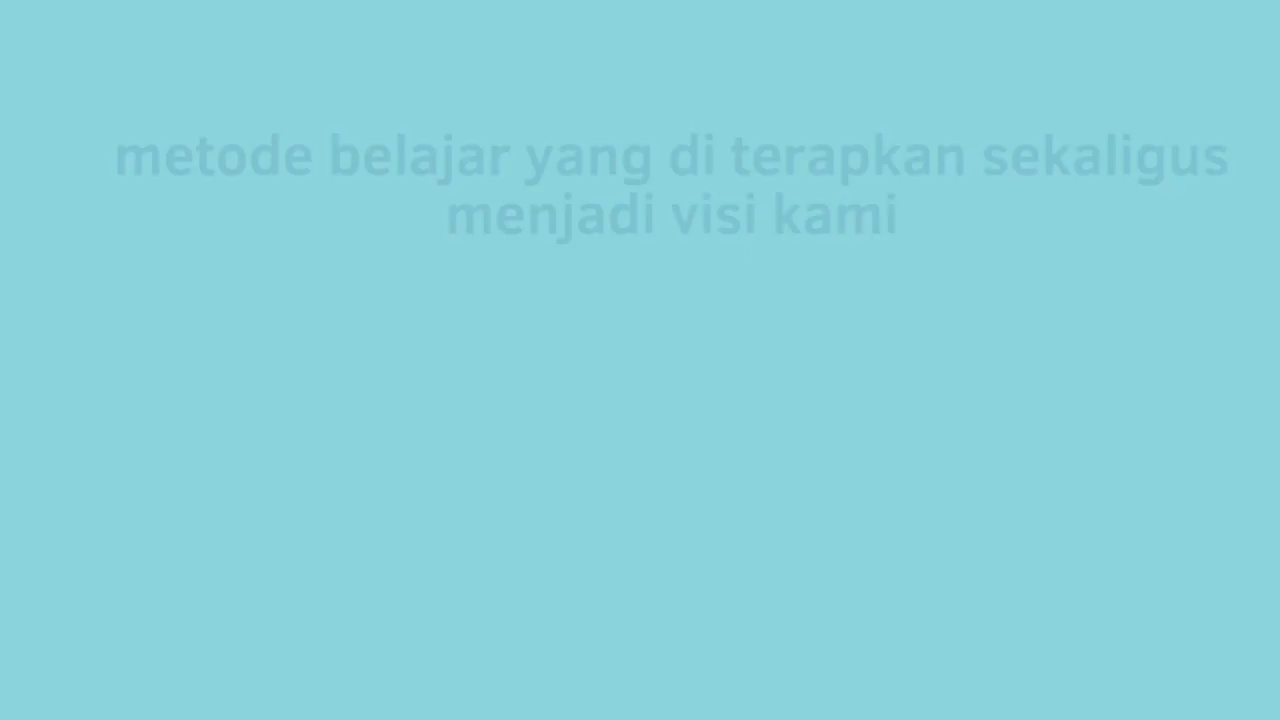 metode belajar yang di terapkan sekaligus
menjadi visi kami